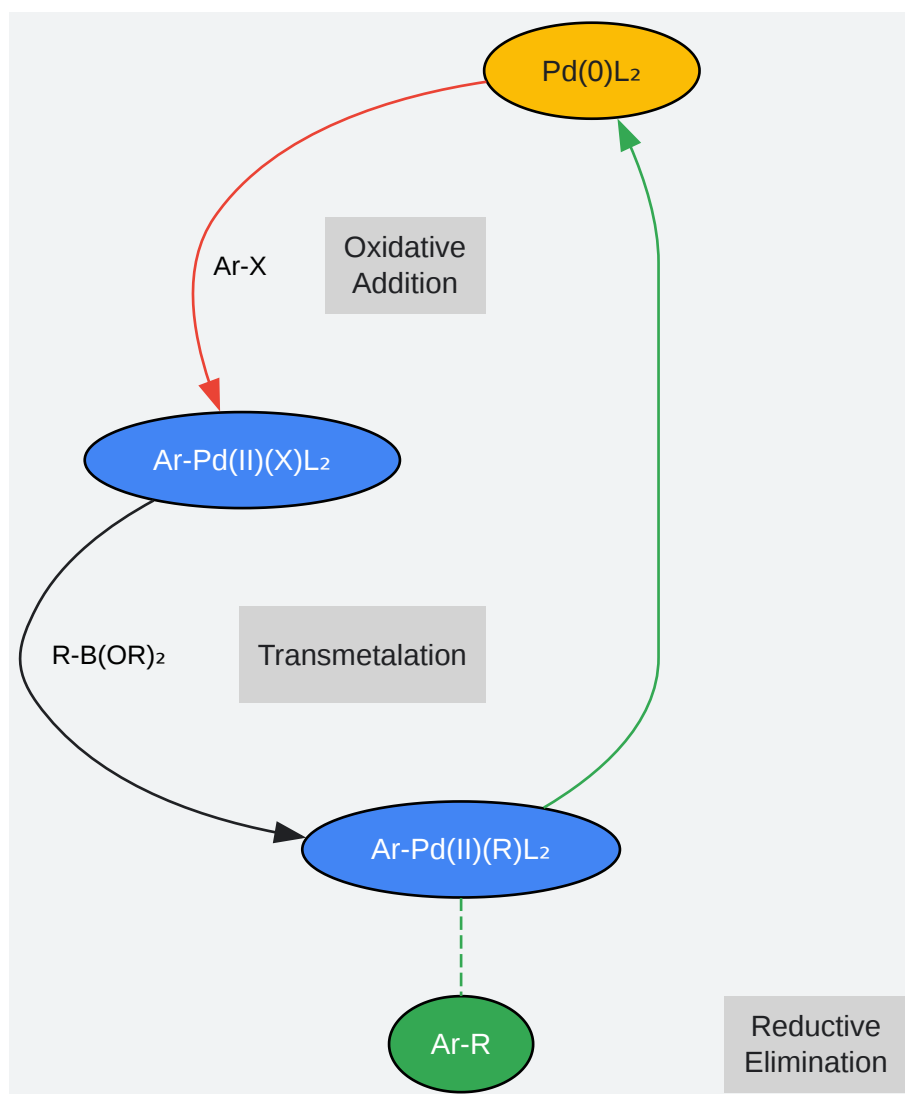 Pd(0)L₂
Oxidative
Addition
Ar-X
Ar-Pd(II)(X)L₂
R-B(OR)₂
Transmetalation
Ar-Pd(II)(R)L₂
Ar-R
Reductive
Elimination